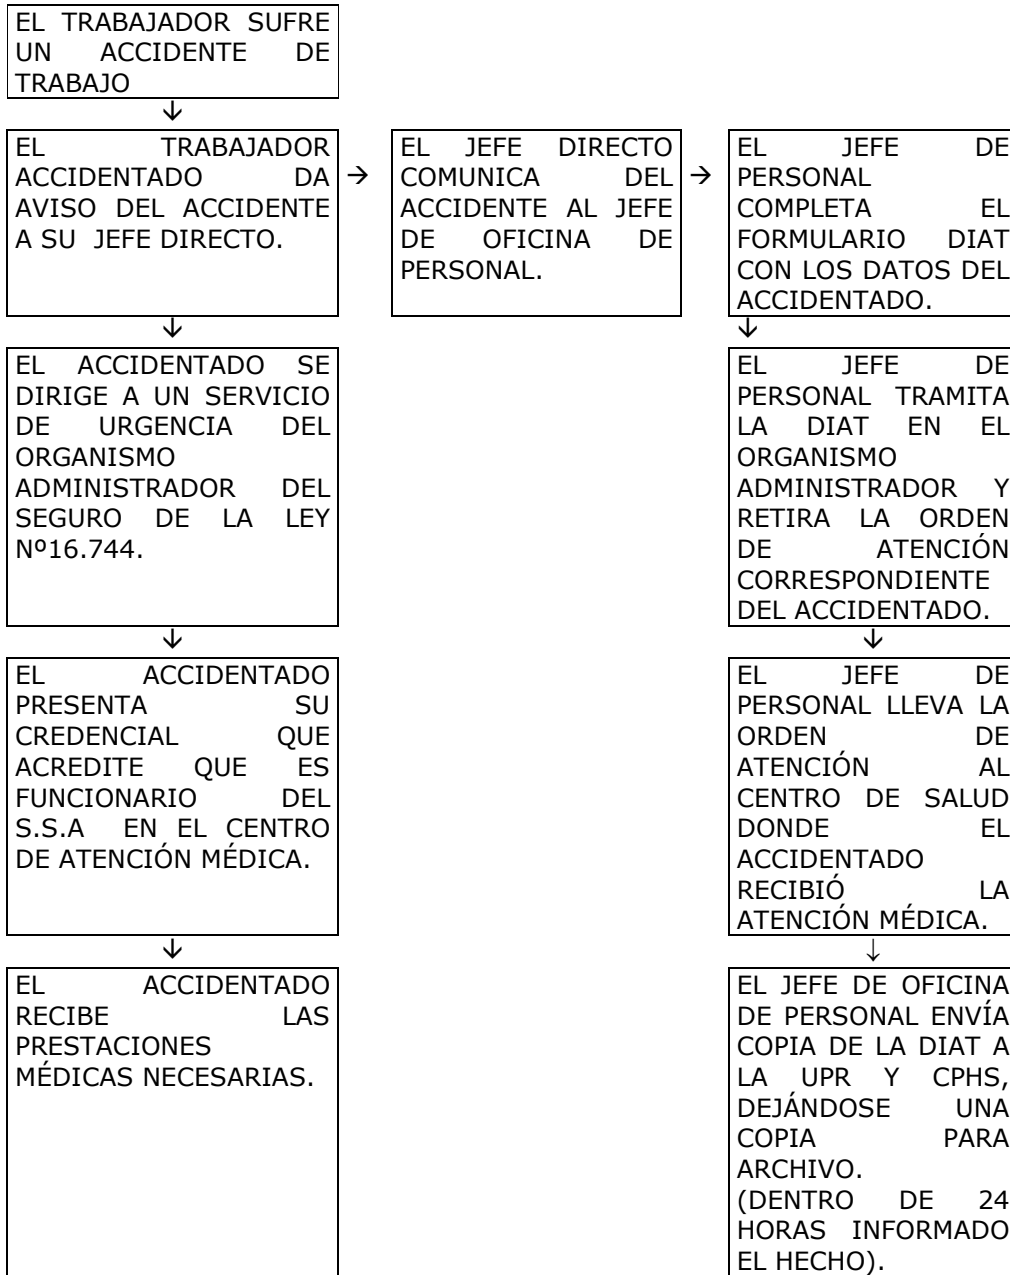 EL TRABAJADOR SUFRE
UN ACCIDENTE DE
TRABAJO
↓
EL TRABAJADOR
ACCIDENTADO DA
AVISO DEL ACCIDENTE
A SU JEFE DIRECTO.
→
EL JEFE DIRECTO
COMUNICA DEL
ACCIDENTE AL JEFE
DE OFICINA DE
PERSONAL.
→
EL JEFE DE
PERSONAL
COMPLETA EL
FORMULARIO DIAT
CON LOS DATOS DEL
ACCIDENTADO.
↓
EL ACCIDENTADO SE
DIRIGE A UN SERVICIO
DE URGENCIA DEL
ORGANISMO
ADMINISTRADOR DEL
SEGURO DE LA LEY
Nº16.744.
↓
EL ACCIDENTADO
PRESENTA SU
CREDENCIAL QUE
ACREDITE QUE ES
FUNCIONARIO DEL
S.S.A EN EL CENTRO
DE ATENCIÓN MÉDICA.
↓
EL ACCIDENTADO
RECIBE LAS
PRESTACIONES
MÉDICAS NECESARIAS.
↓
EL JEFE DE
PERSONAL TRAMITA
LA DIAT EN EL
ORGANISMO
ADMINISTRADOR Y
RETIRA LA ORDEN
DE ATENCIÓN
CORRESPONDIENTE
DEL ACCIDENTADO.
↓
EL JEFE DE
PERSONAL LLEVA LA
ORDEN DE
ATENCIÓN AL
CENTRO DE SALUD
DONDE EL
ACCIDENTADO
RECIBIÓ LA
ATENCIÓN MÉDICA.
↓
EL JEFE DE OFICINA
DE PERSONAL ENVÍA
COPIA DE LA DIAT A
LA UPR Y CPHS,
DEJÁNDOSE UNA
COPIA PARA
ARCHIVO.
(DENTRO DE 24
HORAS INFORMADO
EL HECHO).